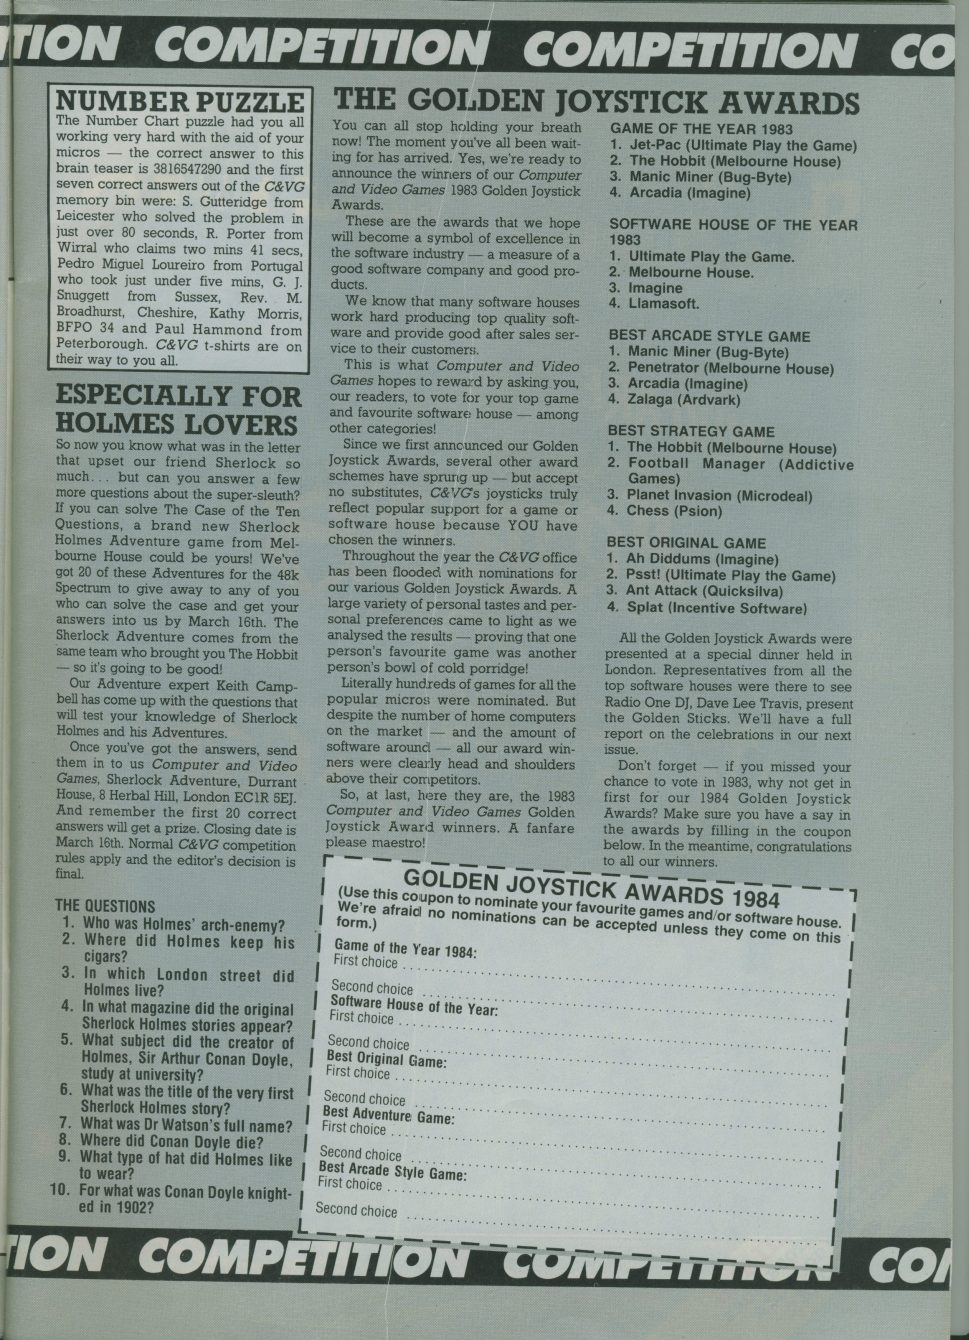 TION COMPETITION COMPETITION CO
NUMBER PUZZLE
The Number Chart puzzle had you all
working very hard with the aid of your
micros — the correct answer to this
brain teaser is 3816547290 and the first
seven correct answers out of the C&VG
memory bin were: S. Gutteridge from
Leicester who solved the problem in
just over 80 seconds, R. Porter from
Wirral who claims two mins 41 secs,
Pedro Miguel Loureiro from Portugal
who took just under five mins, G. J.
Snuggett from Sussex, Rev. M.
Broadhurst, Cheshire, Kathy Morris,
BFPO 34 and Paul Hammond from
Peterborough. C&VG t-shirts are on
their way to you all.
ESPECIALLY FOR
HOLMES LOVERS
So now you know what was in the letter
that upset our friend Sherlock so
much... but can you answer a few
more questions about the super-sleuth?
If you can solve The Case of the Ten
Questions, a brand new Sherlock
Holmes Adventure game from Mel-
bourne House could be yours! We've
got 20 of these Adventures for the 48k
Spectrum to give away to any of you
who can solve the case and get your
answers into us by March 16th. The
Sherlock Adventure comes from the
same team who brought you The Hobbit
— so it's going to be good!
Our Adventure expert Keith Camp-
bell has come up with the questions that
will test your knowledge of Sherlock
Holmes and his Adventures.
Once you've got the answers, send
them in to us Computer and Video
Games, Sherlock Adventure, Durrant
House, 8 Herbal Hill, London EC1R 5EJ.
And remember the first 20 correct
answers will get a prize. Closing date is
March 16th. Normal C&VG competition
rules apply and the editor's decision is
final.
THE QUESTIONS
1. Who was Holmes' arch-enemy?
2. Where did Holmes keep his
cigars?
3. In which London street did
Holmes live?
4. In what magazine did the original
Sherlock Holmes stories appear?
5. What subject did the creator of
Holmes, Sir Arthur Conan Doyle,
study at university?
6. What was the title of the very first
Sherlock Holmes story?
7. What was Dr Watson's full name?
8. Where did Conan Doyle die?
9. What type of hat did Holmes like
to wear?
10. For what was Conan Doyle knight-
ed in 1902?
THE GOLDEN JOYSTICK AWARDS
You can all stop holding your breath
now! The moment you've all been wait-
ing for has arrived. Yes, we're ready to
announce the winners of our Computer
and Video Games 1983 Golden Joystick
Awards.
These are the awards that we hope
will become a symbol of excellence in
the software industry — a measure of a
good software company and good pro-
ducts.
We know that many software houses
work hard producing top quality soft-
ware and provide good after sales ser-
vice to their customers.
This is what Computer and Video
Games hopes to reward by asking you,
our readers, to vote for your top game
and favourite software house — among
other categories!
Since we first announced our Golden
Joystick Awards, several other award
schemes have sprung up — but accept
no substitutes, C&VG's joysticks truly
reflect popular support for a game or
software house because YOU have
chosen the winners.
Throughout the year the C&VG office
has been flooded with nominations for
our various Golden Joystick Awards. A
large variety of personal tastes and per-
sonal preferences came to light as we
analysed the results — proving that one
person's favourite game was another
person's bowl of cold porridge!
Literally hundreds of games for all the
popular micros were nominated. But
despite the number of home computers
on the market — and the amount of
software around — all our award win-
ners were clearly head and shoulders
above their competitors.
So, at last, here they are, the 1983
Computer and Video Games Golden
Joystick Award winners. A fanfare
please maestro!
GAME OF THE YEAR 1983
1. Jet-Pac (Ultimate Play the Game)
2. The Hobbit (Melbourne House)
3. Manic Miner (Bug-Byte)
4. Arcadia (Imagine)
SOFTWARE HOUSE OF THE YEAR
1983
1. Ultimate Play the Game.
2. Melbourne House.
3. Imagine
4. Llamasoft.
BEST ARCADE STYLE GAME
1. Manic Miner (Bug-Byte)
2. Penetrator (Melbourne House)
3. Arcadia (Imagine)
4. Zalaga (Ardvark)
BEST STRATEGY GAME
1. The Hobbit (Melbourne House)
2. Football Manager (Addictive
Games)
3. Planet Invasion (Microdeal)
4. Chess (Psion)
BEST ORIGINAL GAME
1. Ah Diddums (Imagine)
2. Psst! (Ultimate Play the Game)
3. Ant Attack (Quicksilva)
4. Splat (Incentive Software)
All the Golden Joystick Awards were
presented at a special dinner held in
London. Representatives from all the
top software houses were there to see
Radio One DJ, Dave Lee Travis, present
the Golden Sticks. We'll have a full
report on the celebrations in our next
issue.
Don't forget — if you missed your
chance to vote in 1983, why not get in
first for our 1984 Golden Joystick
Awards? Make sure you have a say in
the awards by filling in the coupon
below. In the meantime, congratulations
to all our winners.
GOLDEN JOYSTICK AWARDS 1984
(Use this coupon to nominate your favourite games and/or software house.
We're afraid no nominations can be accepted unless they come on this
form.)
Game of the Year 1984:
First choice
Second choice
Software House of the Year:
First choice
Second choice
Best Original Game:
First choice
Second choice
Best Adventure Game:
First choice
Second choice
Best Arcade Style Game:
First choice
Second choice
TION COMPETITION COMPETITION COM